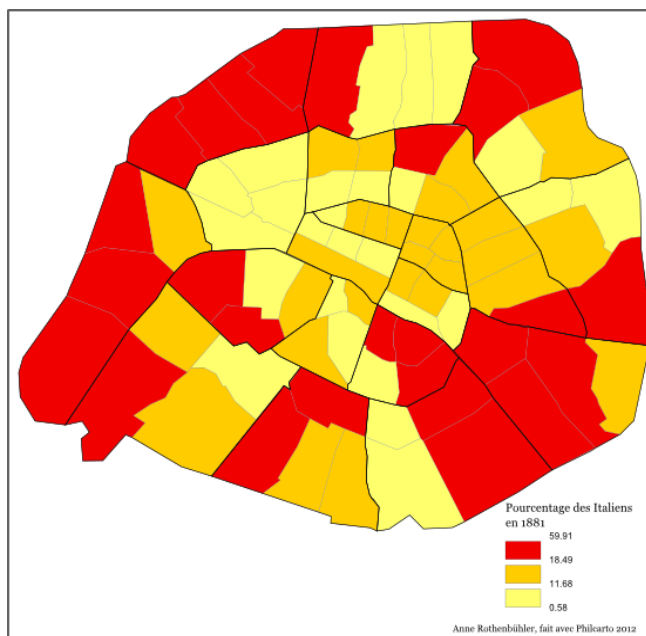 Pourcentage des Italiens
en 1881
59.91
18.49
11.68
0.58
Anne Rothenbühler, fait avec Philcarto 2012